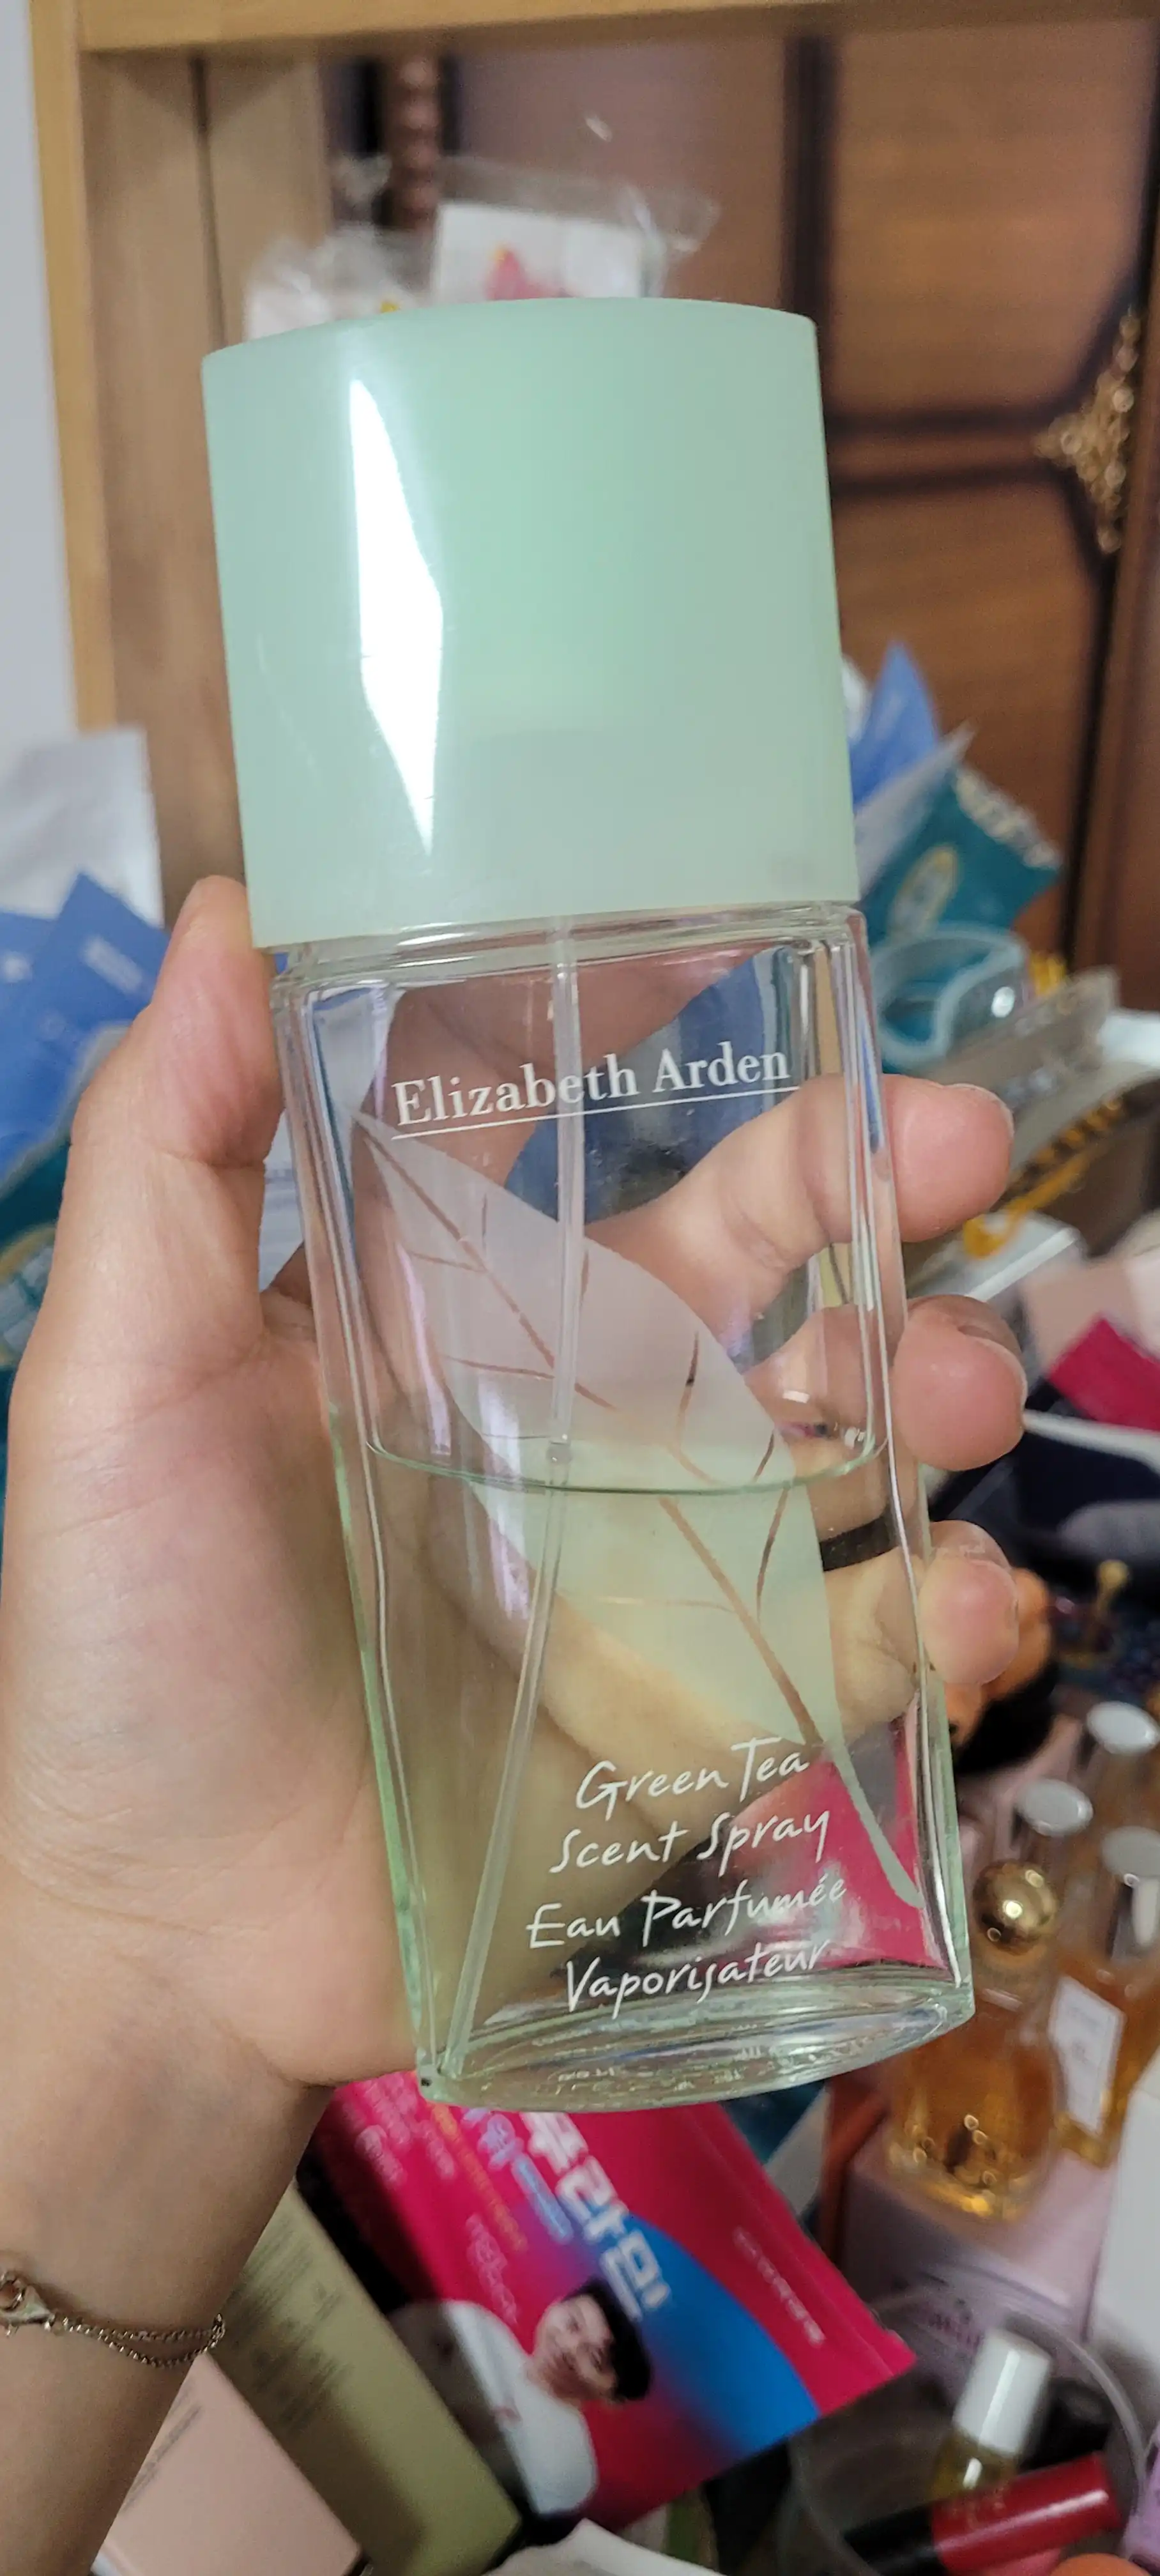 Elizabeth Arden
Green Tea
Scent Spray
Eau Parfumée
Vaporisateur